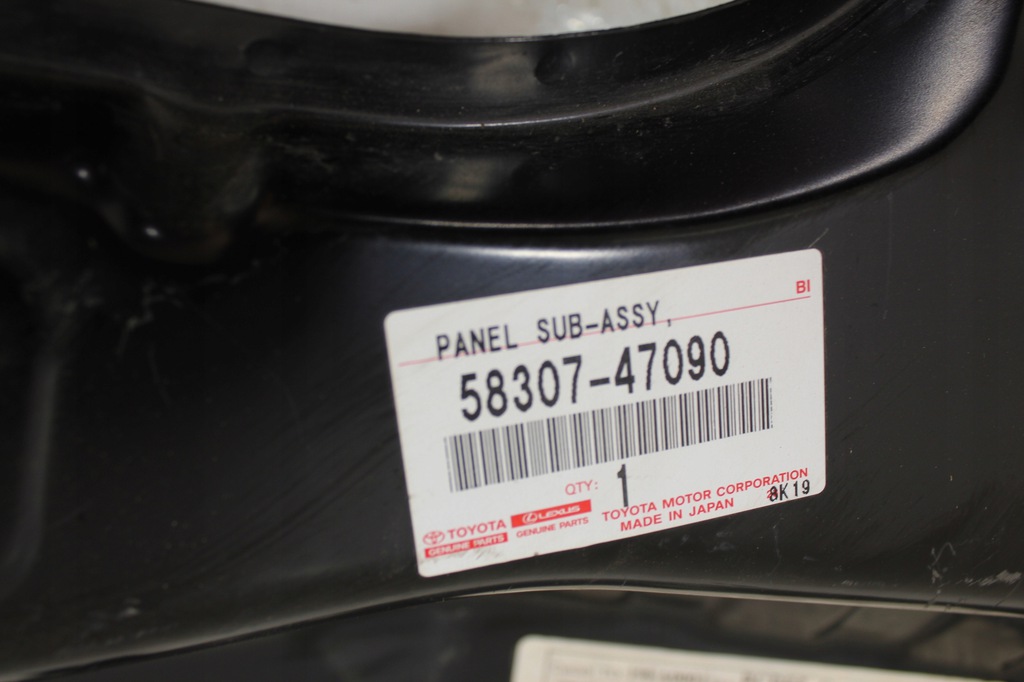 BI
PANEL SUB-ASSY,
58307-47090
QTY: 1
TOYOTA
GENUINE PARTS
LEXUS
GENUINE PARTS
TOYOTA MOTOR CORPORATION
MADE IN JAPAN
8K19